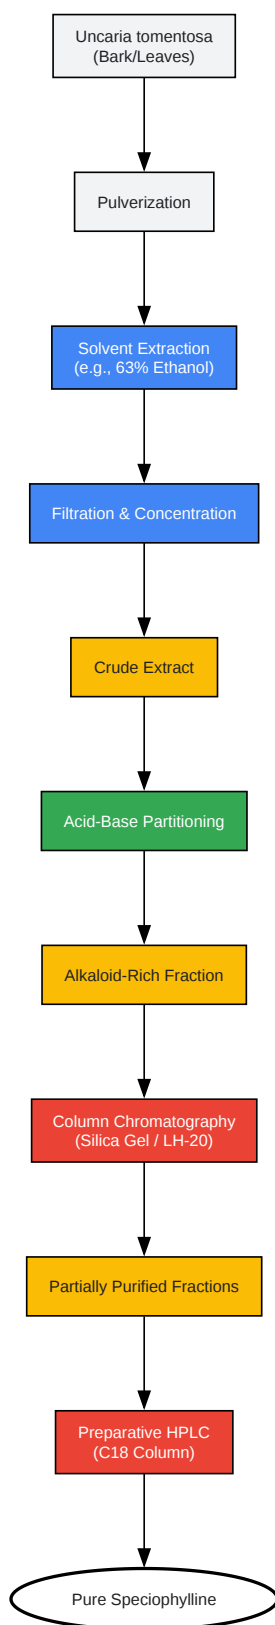 Uncaria tomentosa
(Bark/Leaves)
Pulverization
Solvent Extraction
(e.g., 63% Ethanol)
Filtration & Concentration
Crude Extract
Acid-Base Partitioning
Alkaloid-Rich Fraction
Column Chromatography
(Silica Gel / LH-20)
Partially Purified Fractions
Preparative HPLC
(C18 Column)
Pure Speciophylline